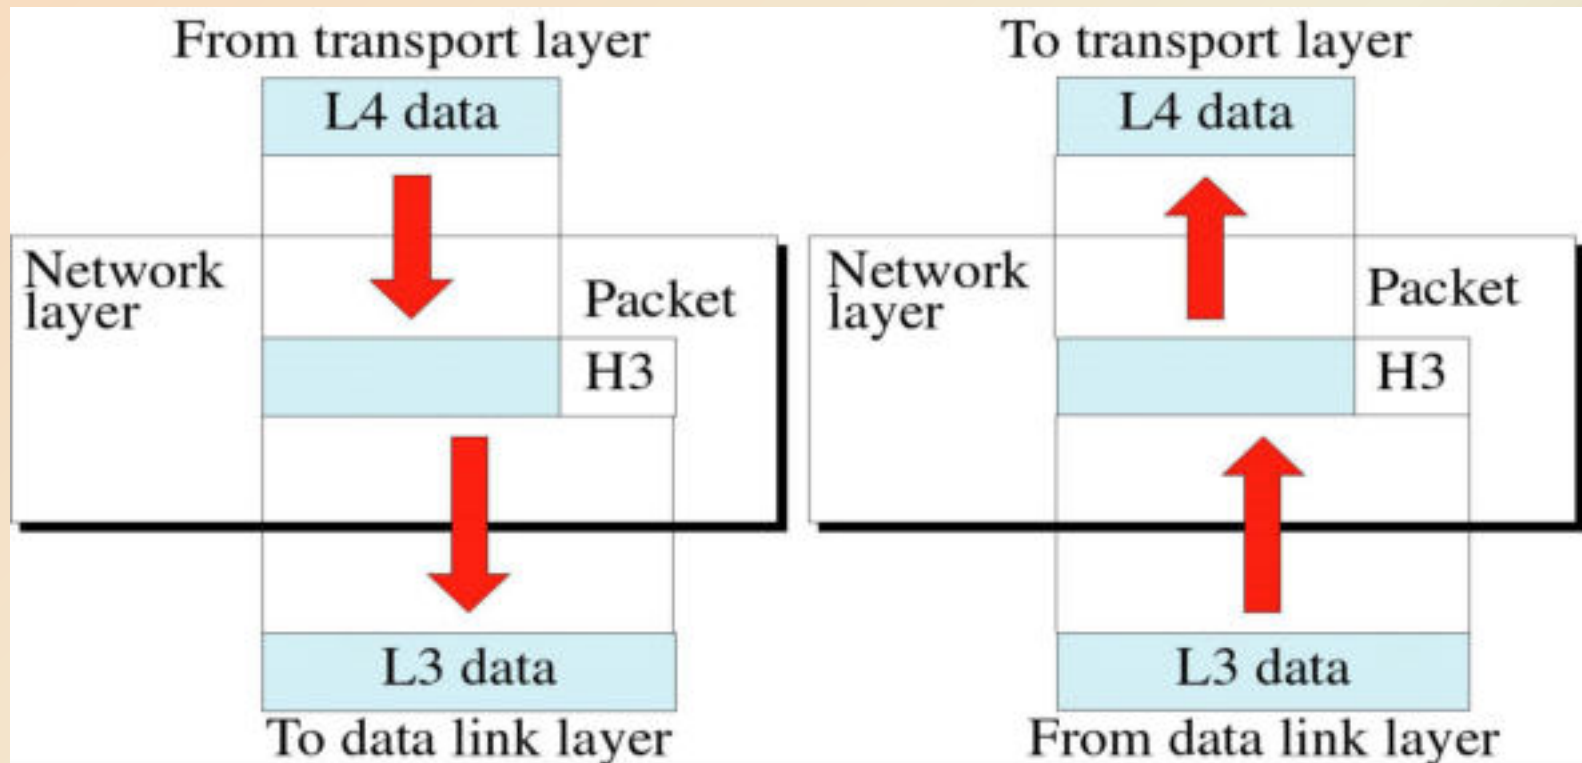 From transport layer
L4 data
Network
layer
Packet
H3
L3 data
To data link layer
To transport layer
L4 data
Network
layer
Packet
H3
L3 data
From data link layer